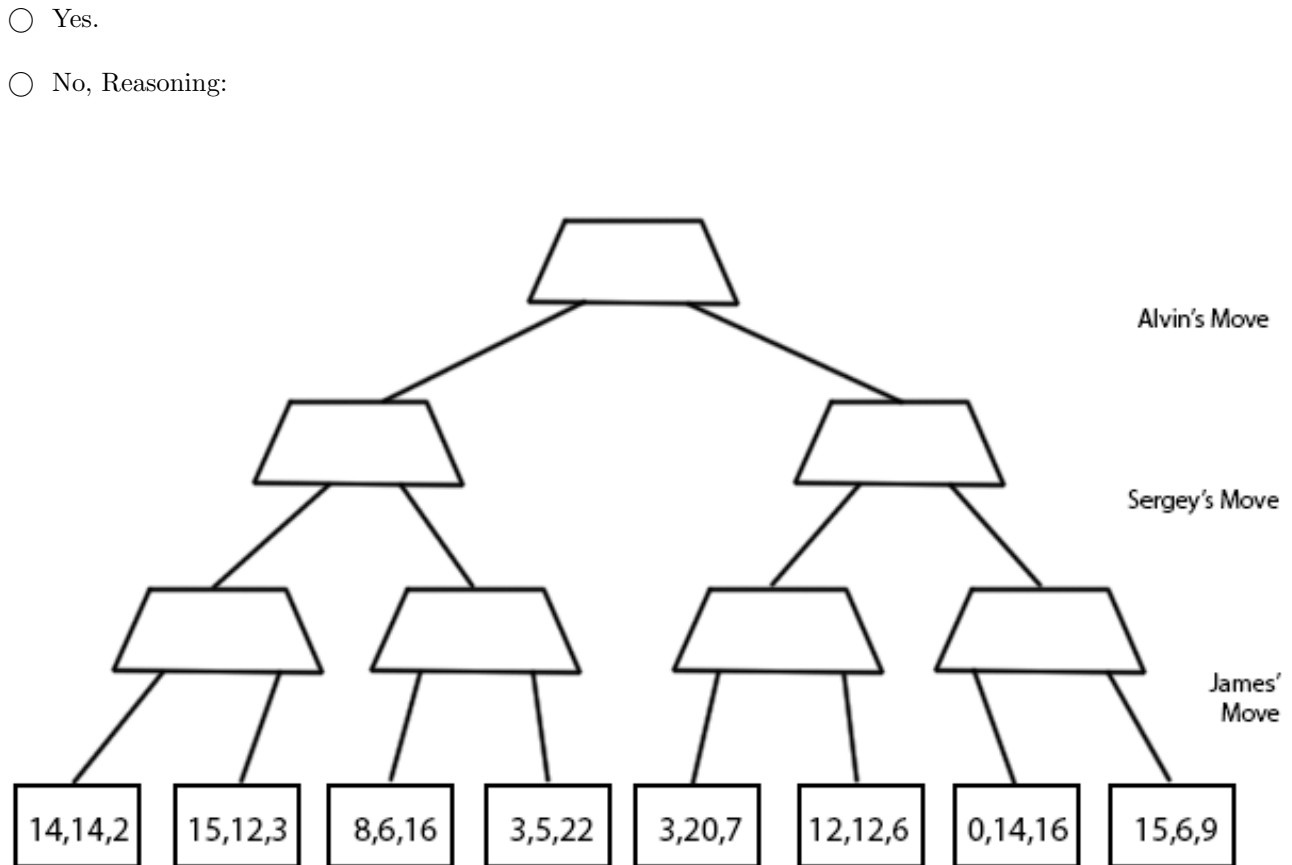 Yes.
No, Reasoning:
Alvin's Move
Sergey's Move
James'
Move
14,14,2 15,12,3 8,6,16 3,5,22 3,20,7 12,12,6 0,14,16 15,6,9